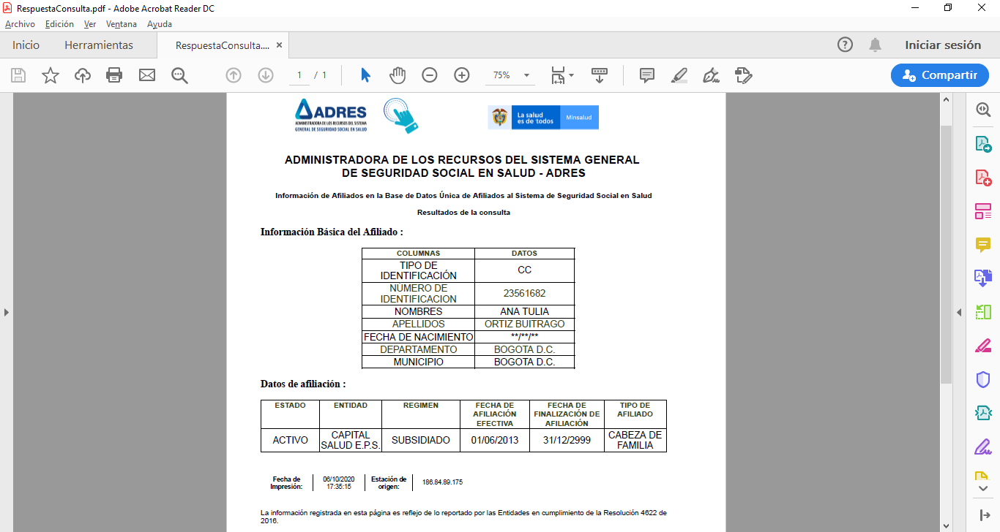 RespuestaConsulta.pdf - Adobe Acrobat Reader DC
Archivo Edición Ver Ventana Ayuda
Inicio Herramientas RespuestaConsulta.... × Iniciar sesión
1 / 1 75% Compartir
ADRES
ADMINISTRADORA DE LOS RECURSOS DEL SISTEMA
GENERAL DE SEGURIDAD SOCIAL EN SALUD
La salud
es de todos
Minsalud
ADMINISTRADORA DE LOS RECURSOS DEL SISTEMA GENERAL
DE SEGURIDAD SOCIAL EN SALUD - ADRES
Información de Afiliados en la Base de Datos Única de Afiliados al Sistema de Seguridad Social en Salud
Resultados de la consulta
Información Básica del Afiliado :
COLUMNAS DATOS
TIPO DE
IDENTIFICACIÓN
CC
NÚMERO DE
IDENTIFICACION
23561682
NOMBRES ANA TULIA
APELLIDOS ORTIZ BUITRAGO
FECHA DE NACIMIENTO **/**/**
DEPARTAMENTO BOGOTA D.C.
MUNICIPIO BOGOTA D.C.
Datos de afiliación :
ESTADO
ENTIDAD
REGIMEN
FECHA DE
AFILIACIÓN
EFECTIVA
FECHA DE
FINALIZACIÓN DE
AFILIACIÓN
TIPO DE
AFILIADO
ACTIVO
CAPITAL
SALUD E.P.S.
SUBSIDIADO
01/06/2013
31/12/2999
CABEZA DE
FAMILIA
Fecha de
Impresión:
06/10/2020
17:35:15
Estación de
origen:
186.84.89.175
La información registrada en esta página es reflejo de lo reportado por las Entidades en cumplimiento de la Resolución 4622 de
2016.